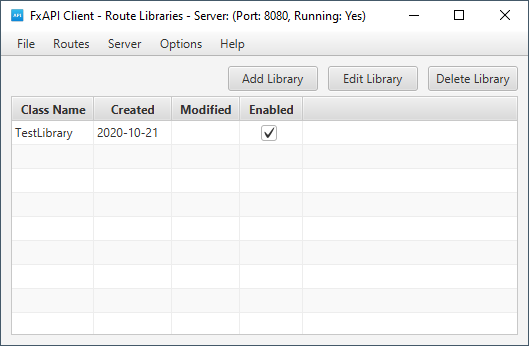 API FxAPI Client - Route Libraries - Server: (Port: 8080, Running: Yes)
File Routes Server Options Help
Add Library Edit Library Delete Library
Class Name Created Modified Enabled
TestLibrary 2020-10-21